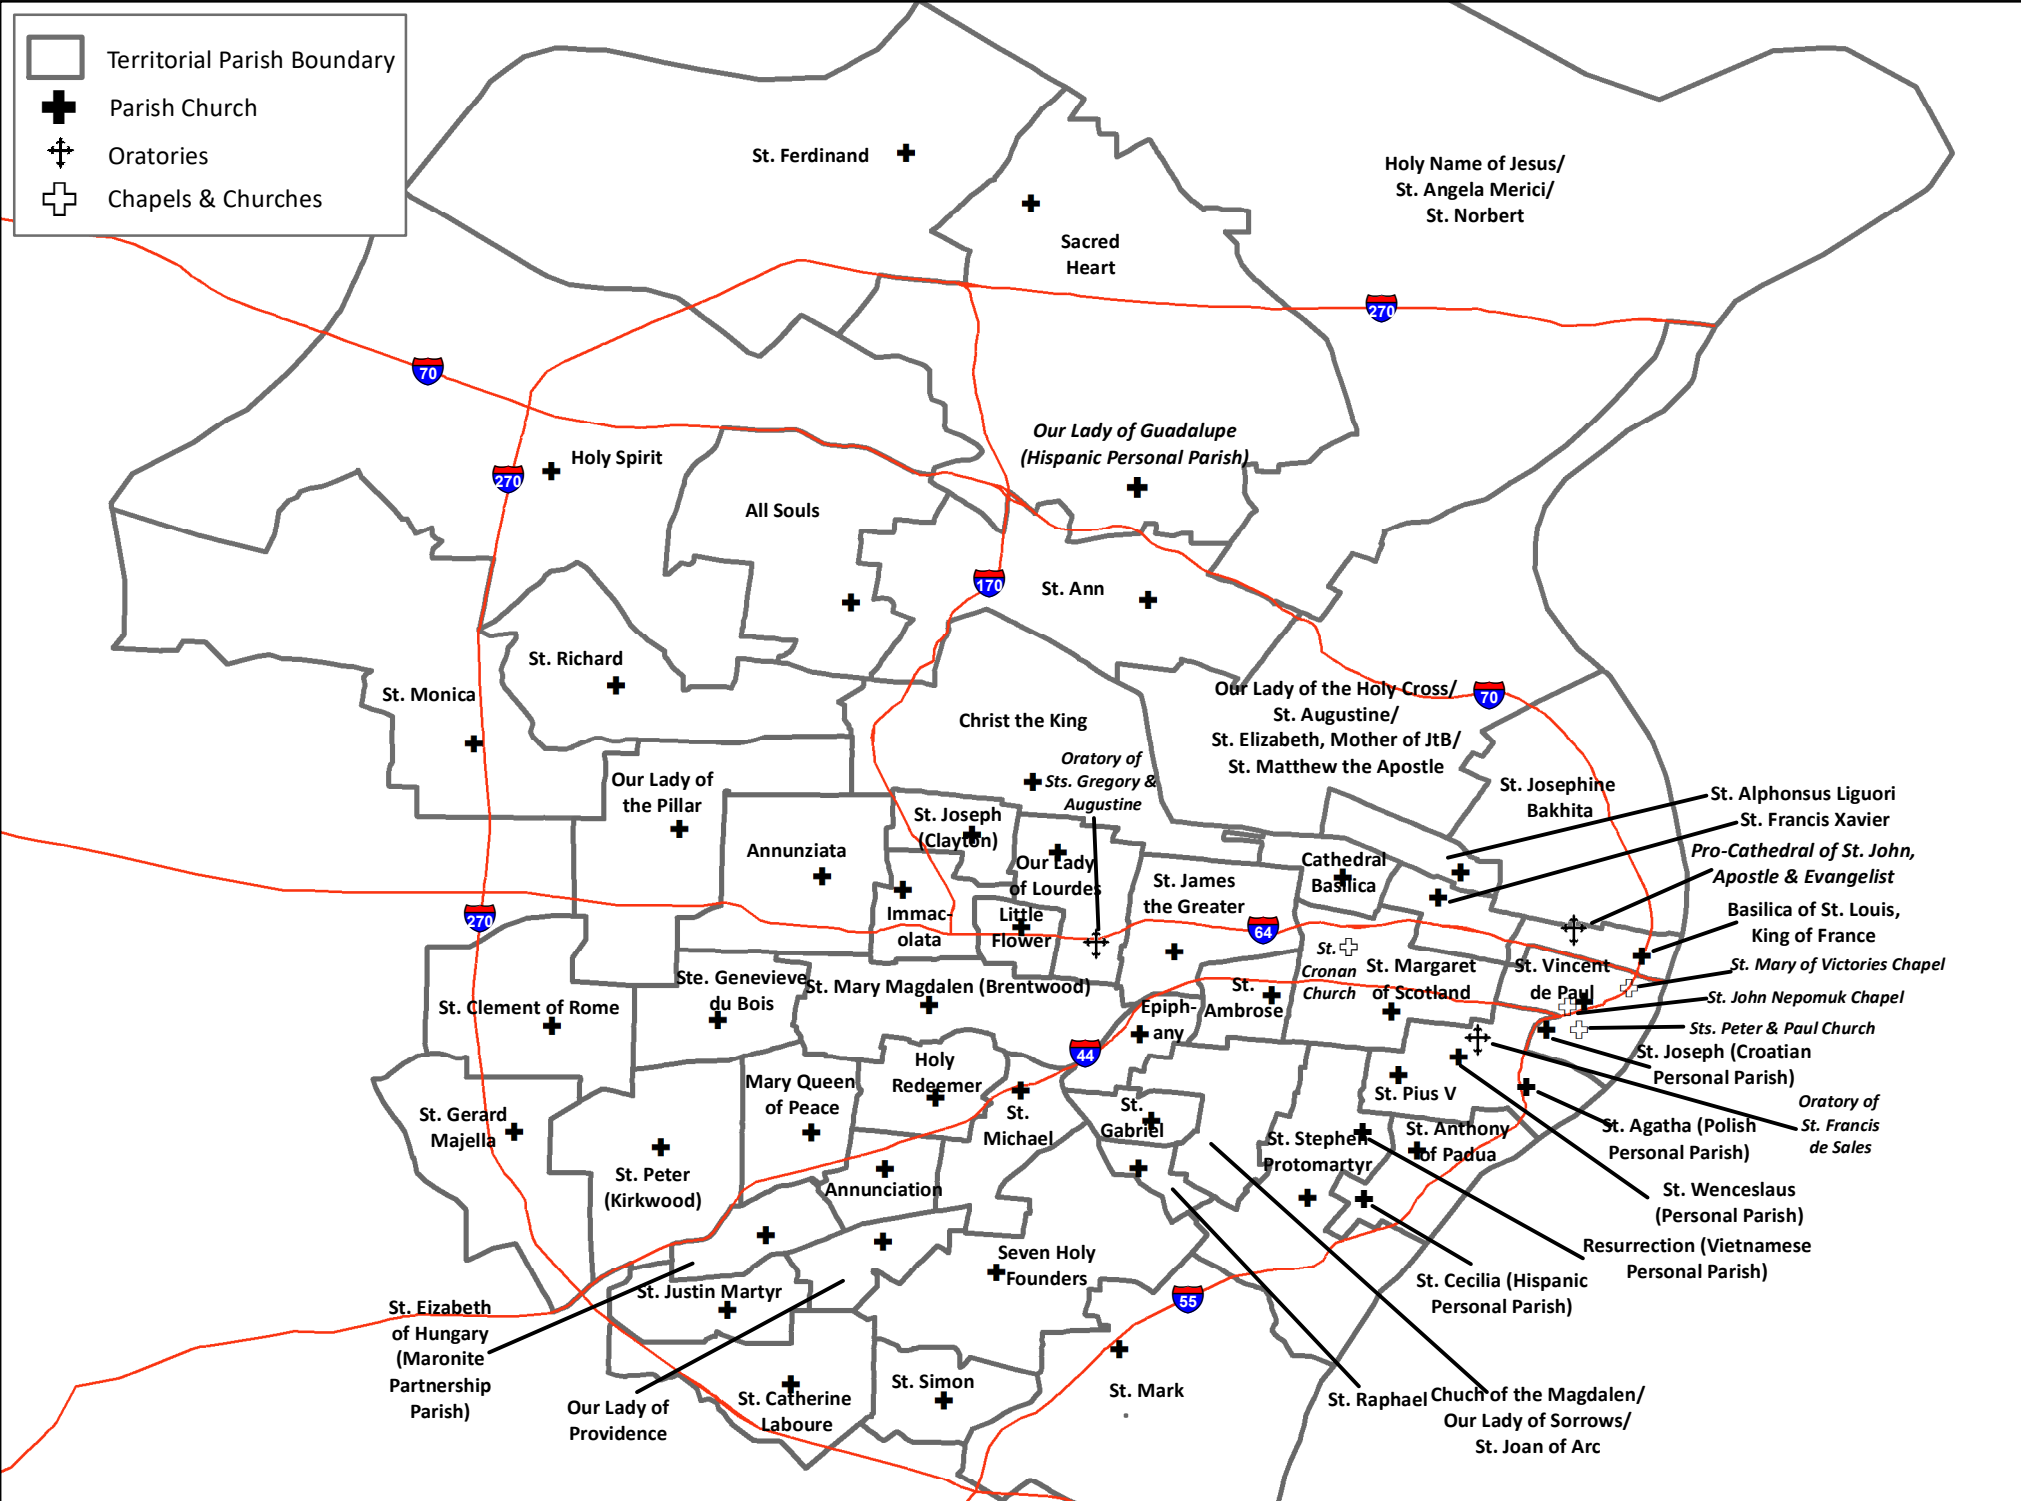 Territorial Parish Boundary
Parish Church
Oratories
Chapels & Churches
St. Ferdinand
Holy Name of Jesus/
St. Angela Merici/
St. Norbert
Sacred
Heart
270
70
Our Lady of Guadalupe
(Hispanic Personal Parish)
Holy Spirit
270
All Souls
170
St. Ann
St. Richard
St. Monica
Christ the King
Our Lady of the Holy Cross/
St. Augustine/
St. Elizabeth, Mother of JtB/
St. Matthew the Apostle
70
Oratory of
Sts. Gregory &
Augustine
Our Lady of
the Pillar
St. Josephine
Bakhita
St. Alphonsus Liguori
St. Francis Xavier
Pro-Cathedral of St. John,
Apostle & Evangelist
Basilica of St. Louis,
King of France
St. Mary of Victories Chapel
St. John Nepomuk Chapel
Sts. Peter & Paul Church
St. Joseph (Croatian
Personal Parish)
Oratory of
St. Francis
de Sales
St. Agatha (Polish
Personal Parish)
St. Wenceslaus
(Personal Parish)
Resurrection (Vietnamese
Personal Parish)
St. Cecilia (Hispanic
Personal Parish)
St. Joseph
(Clayton)
Annunziata
Our Lady
of Lourdes
Cathedral
Basilica
St. James
the Greater
Immac-
olata
Little
Flower
270
64
St.
Cronan
Church
St. Margaret
of Scotland
St. Vincent
de Paul
St. Clement of Rome
Ste. Genevieve
du Bois
St. Mary Magdalen (Brentwood)
Epiph-
any
St.
Ambrose
44
Holy
Redeemer
Mary Queen
of Peace
St.
Michael
St.
Gabriel
St. Pius V
St. Gerard
Majella
St. Peter
(Kirkwood)
St. Stephen
Protomartyr
St. Anthony
of Padua
Annunciation
Seven Holy
Founders
St. Justin Martyr
55
St. Eizabeth
of Hungary
(Maronite
Partnership
Parish)
Our Lady of
Providence
St. Catherine
Laboure
St. Simon
St. Mark
St. Raphael
Chuch of the Magdalen/
Our Lady of Sorrows/
St. Joan of Arc